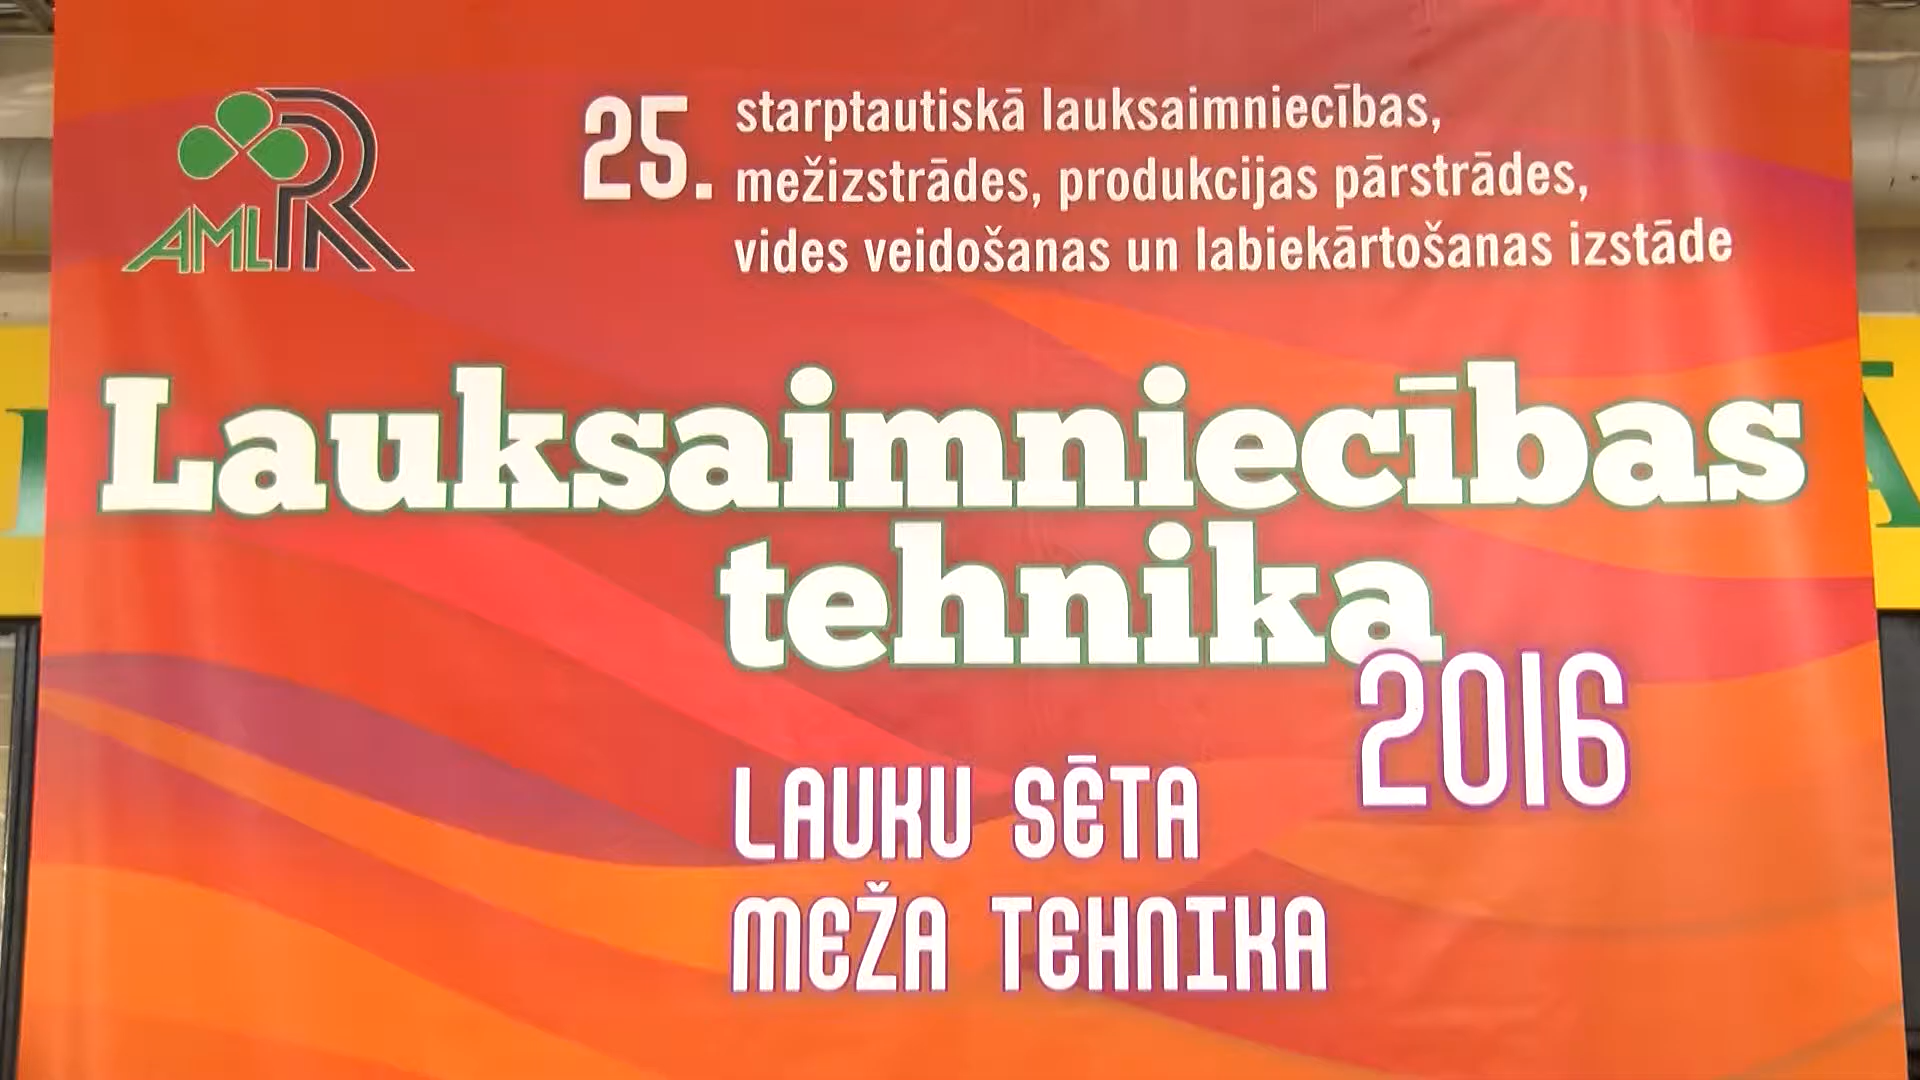 AMLR
25. starptautiskā lauksaimniecības,
mežizstrādes, produkcijas pārstrādes,
vides veidošanas un labiekārtošanas izstāde
Lauksaimniecības
tehnika
2016
LAUKU SĒTA
MEŽA TEHNIKA